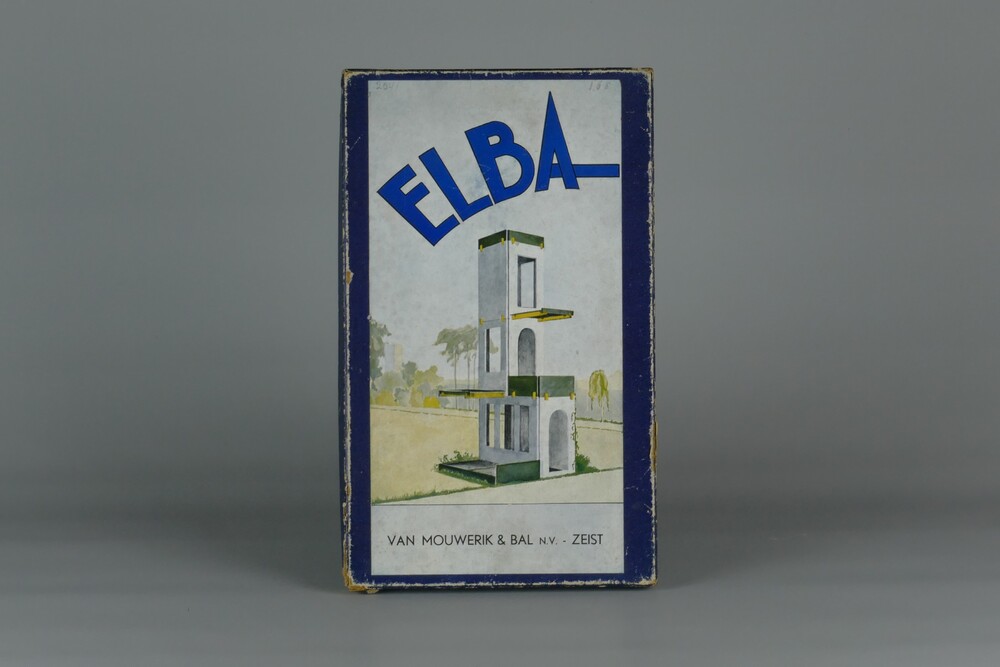 ELBA
VAN MOUWERIK & BAL N.V. - ZEIST